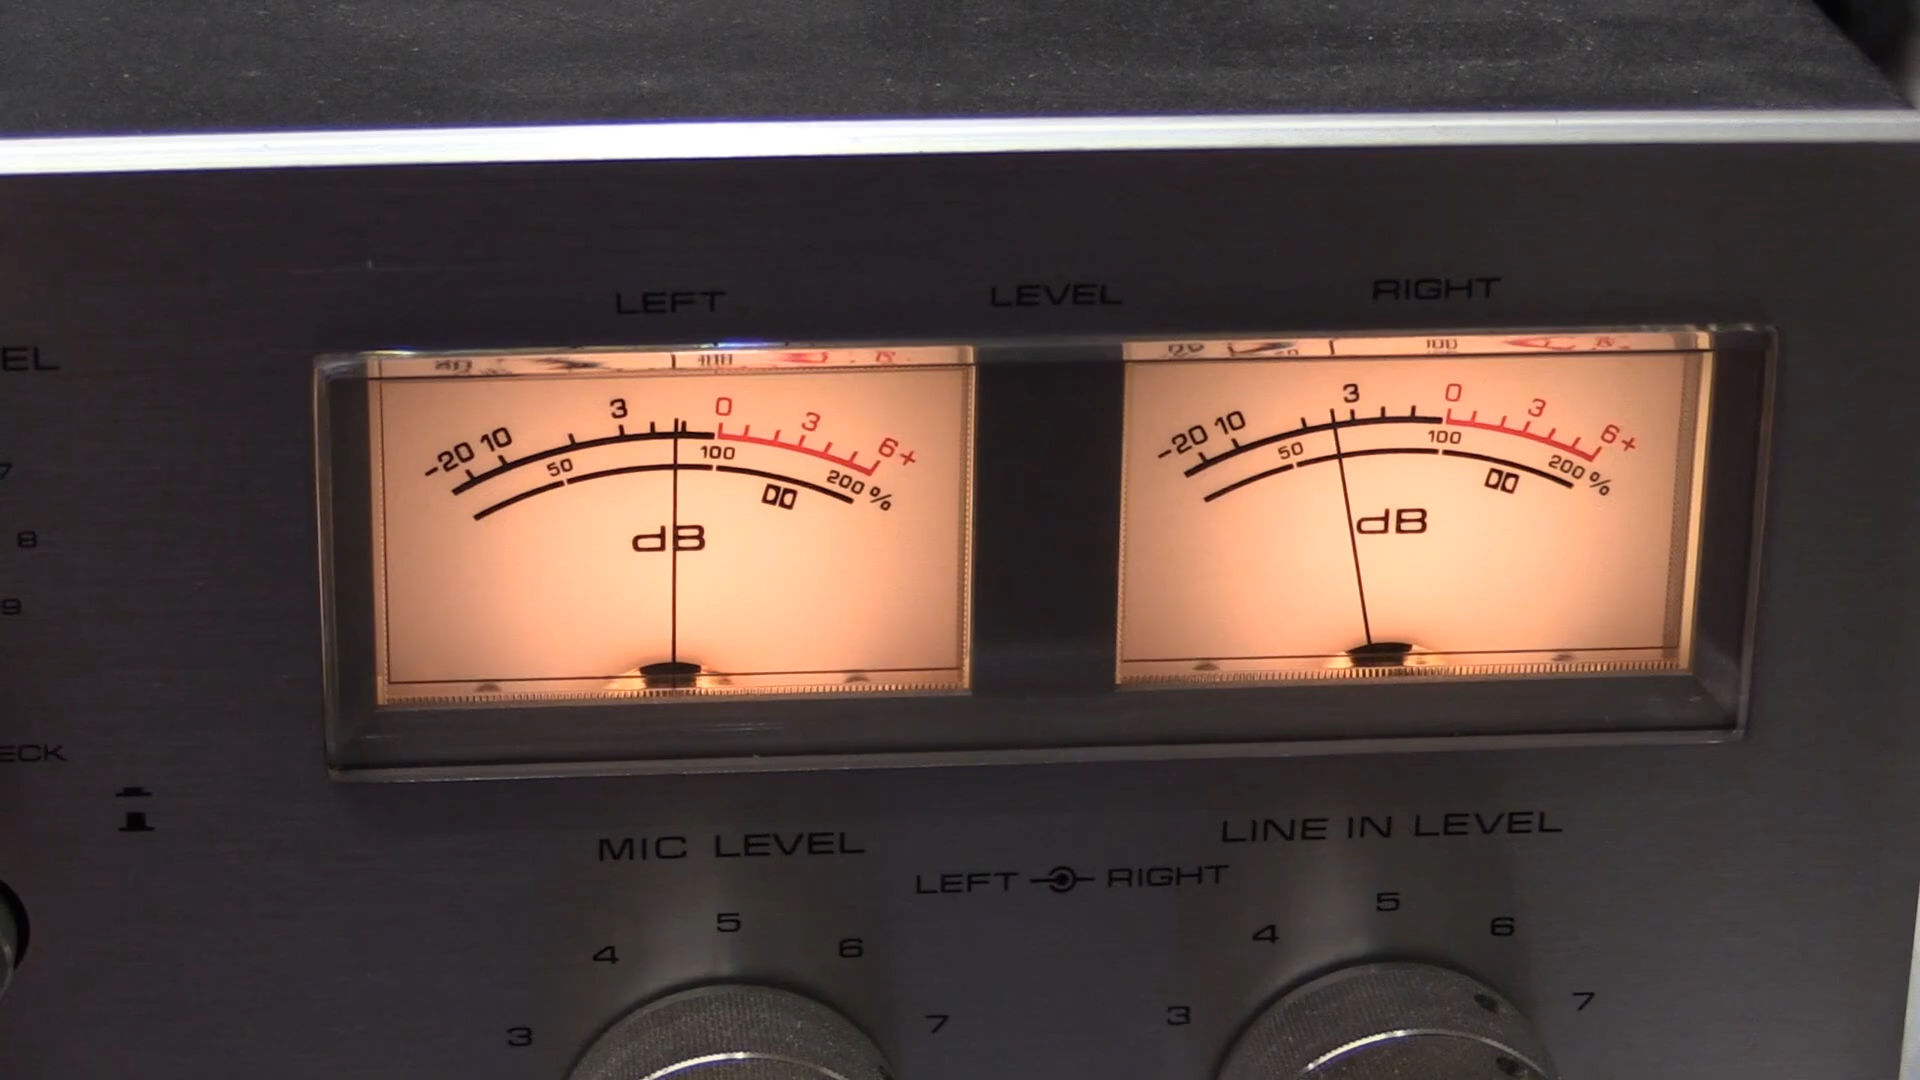 LEFT LEVEL RIGHT
EL
-20 10 3 0 3 6+
50 100 200 %
dB
-20 10 3 0 3 6+
50 100 200 %
dB
7
8
9
ECK
MIC LEVEL
LINE IN LEVEL
LEFT RIGHT
3 4 5 6 7
3 4 5 6 7